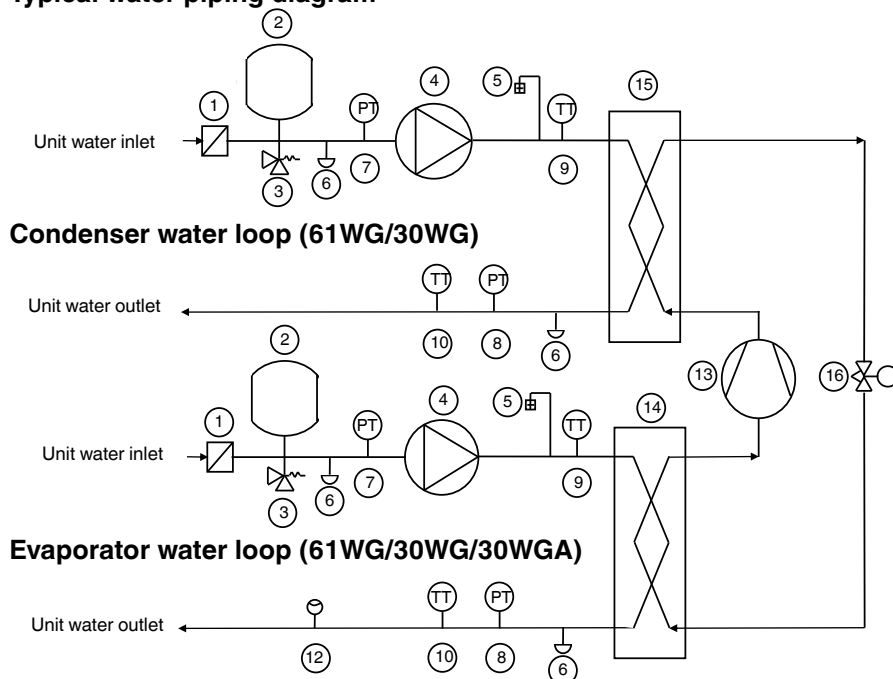 Typical water piping diagram
2
4
5
15
1
PT
TT
Unit water inlet
3
6
7
9
Condenser water loop (61WG/30WG)
TT
PT
Unit water outlet
10
8
6
2
13
16
4
5
14
1
PT
TT
Unit water inlet
3
6
7
9
Evaporator water loop (61WG/30WG/30WGA)
TT
PT
Unit water outlet
12
10
8
6